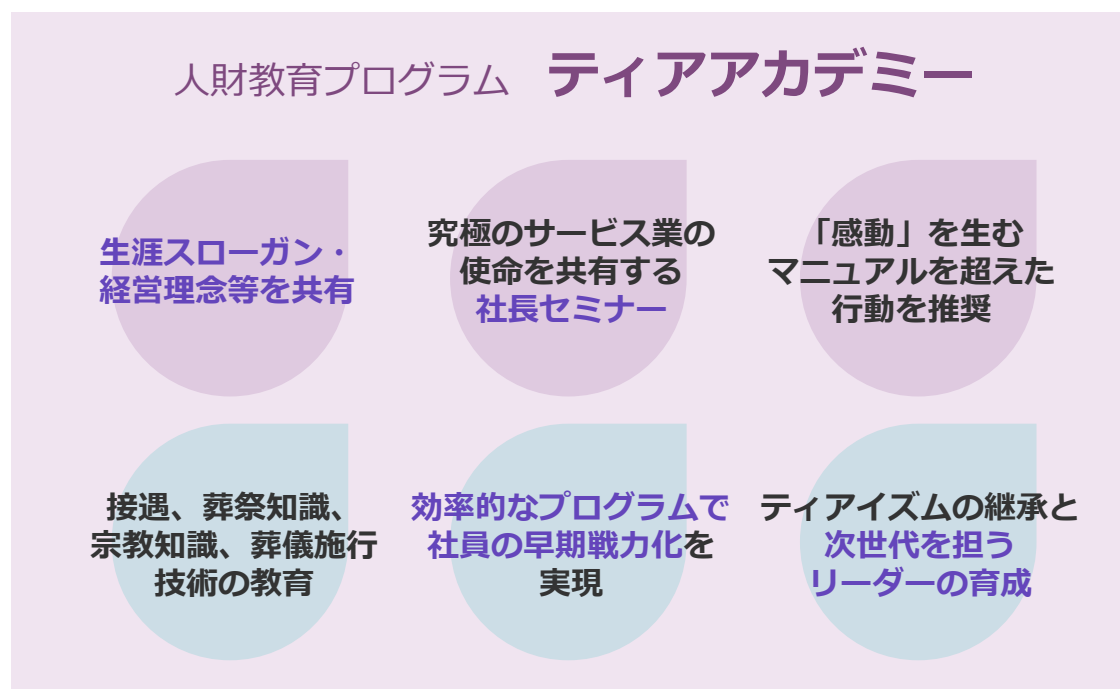 人財教育プログラム ティアアカデミー
生涯スローガン・
経営理念等を共有
究極のサービス業の
使命を共有する
社長セミナー
「感動」を生む
マニュアルを超えた
行動を推奨
接遇、葬祭知識、
宗教知識、葬儀施行
技術の教育
効率的なプログラムで
社員の早期戦力化を
実現
ティアイズムの継承と
次世代を担う
リーダーの育成